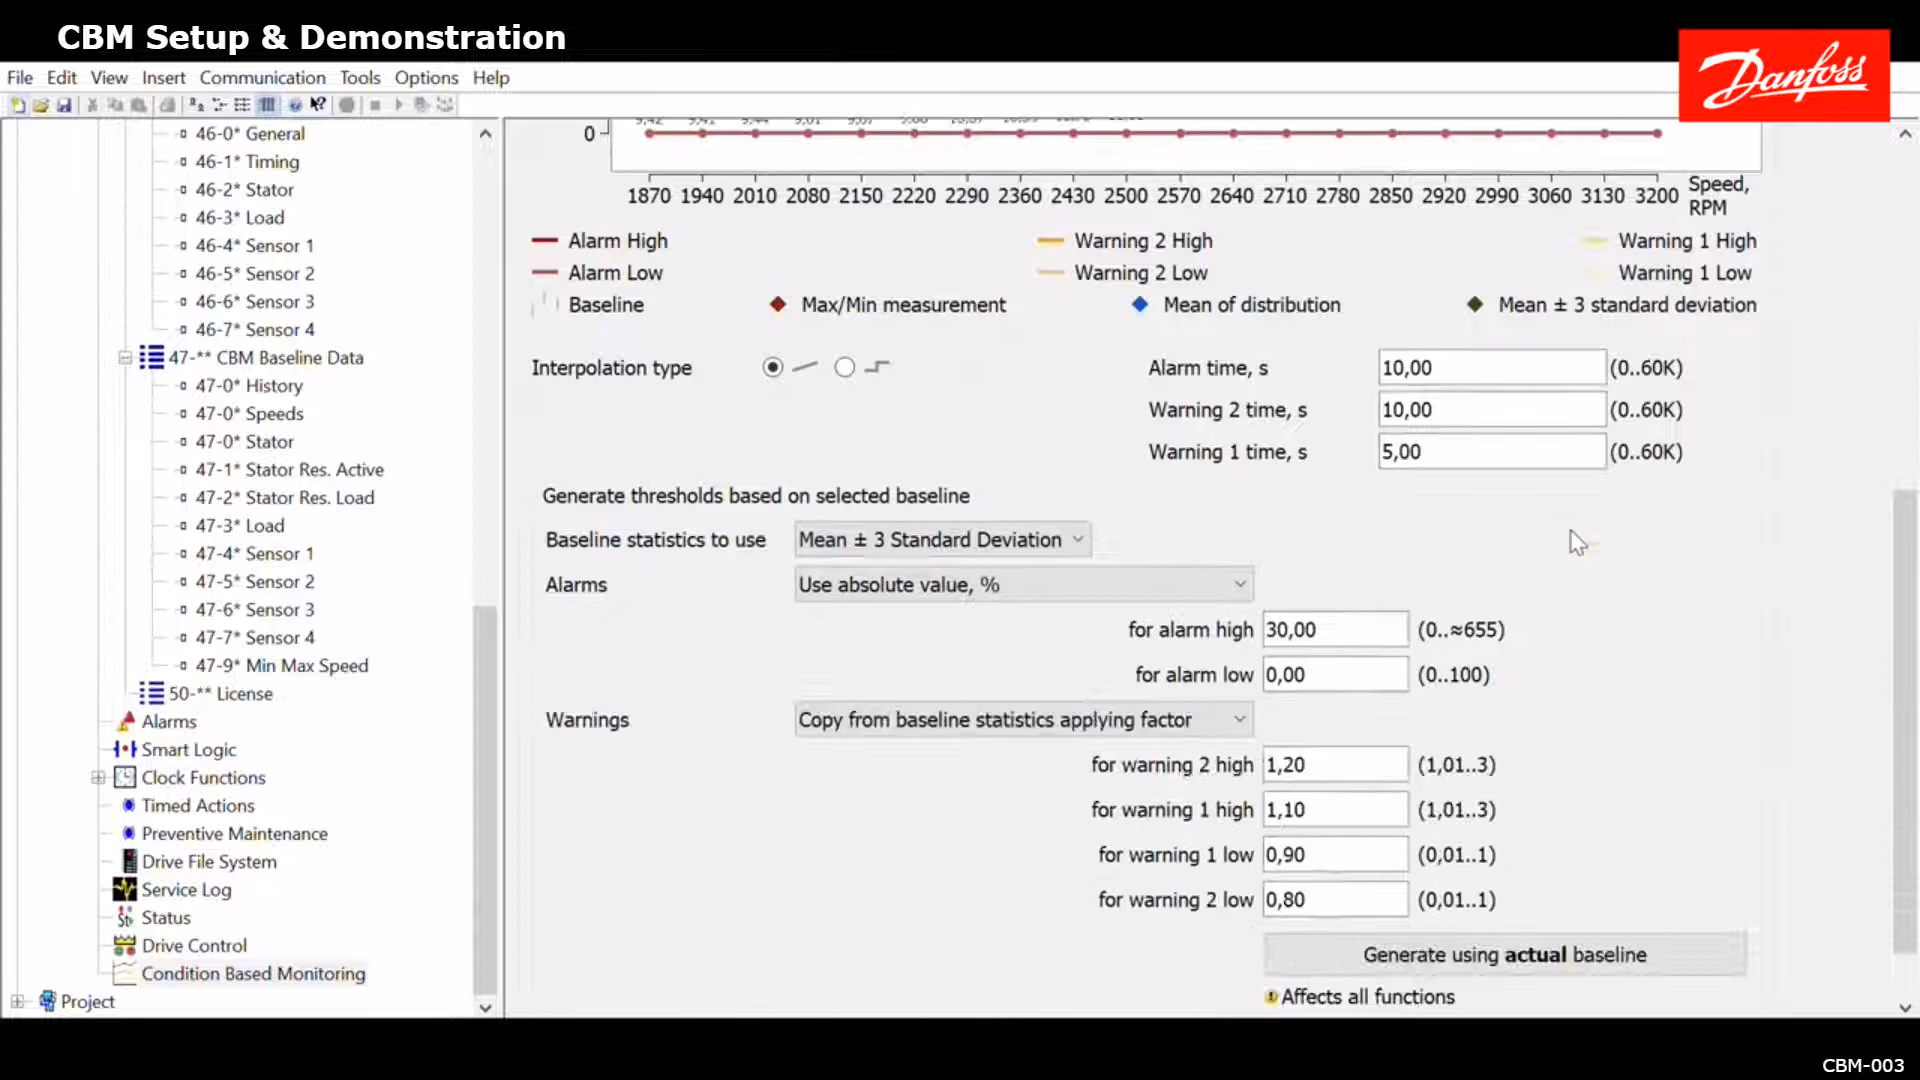 CBM Setup & Demonstration
Danfoss
File Edit View Insert Communication Tools Options Help
46-0* General
46-1* Timing
46-2* Stator
46-3* Load
46-4* Sensor 1
46-5* Sensor 2
46-6* Sensor 3
46-7* Sensor 4
47-** CBM Baseline Data
47-0* History
47-0* Speeds
47-0* Stator
47-1* Stator Res. Active
47-2* Stator Res. Load
47-3* Load
47-4* Sensor 1
47-5* Sensor 2
47-6* Sensor 3
47-7* Sensor 4
47-9* Min Max Speed
50-** License
Alarms
Smart Logic
Clock Functions
Timed Actions
Preventive Maintenance
Drive File System
Service Log
Status
Drive Control
Condition Based Monitoring
Project
0
1870 1940 2010 2080 2150 2220 2290 2360 2430 2500 2570 2640 2710 2780 2850 2920 2990 3060 3130 3200
Speed,
RPM
Alarm High Warning 2 High Warning 1 High
Alarm Low Warning 2 Low Warning 1 Low
Baseline Max/Min measurement Mean of distribution Mean ± 3 standard deviation
Interpolation type
Alarm time, s 10,00 (0..60K)
Warning 2 time, s 10,00 (0..60K)
Warning 1 time, s 5,00 (0..60K)
Generate thresholds based on selected baseline
Baseline statistics to use Mean ± 3 Standard Deviation
Alarms Use absolute value, %
for alarm high 30,00 (0..≈655)
for alarm low 0,00 (0..100)
Warnings Copy from baseline statistics applying factor
for warning 2 high 1,20 (1,01..3)
for warning 1 high 1,10 (1,01..3)
for warning 1 low 0,90 (0,01..1)
for warning 2 low 0,80 (0,01..1)
Generate using actual baseline
Affects all functions
CBM-003